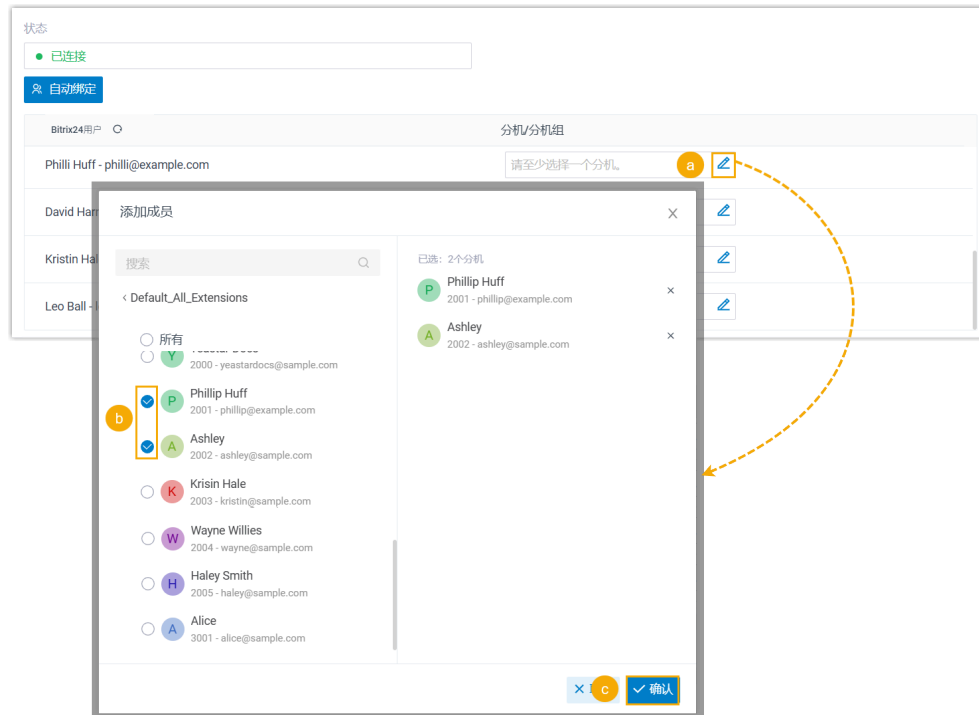 状态
已连接
自动绑定
Bitrix24用户
分机/分机组
Philli Huff - philli@example.com
请至少选择一个分机。
a
David Har
添加成员
Kristin Hal
搜索
已选：2个分机
Phillip Huff
2001 - phillip@example.com
Ashley
2002 - ashley@sample.com
Leo Ball -
Default_All_Extensions
所有
Y
2000 - yeastardocs@sample.com
b
P
Phillip Huff
2001 - phillip@example.com
A
Ashley
2002 - ashley@sample.com
K
Krisin Hale
2003 - kristin@sample.com
W
Wayne Willies
2004 - wayne@sample.com
H
Haley Smith
2005 - haley@sample.com
A
Alice
3001 - alice@sample.com
c
确认